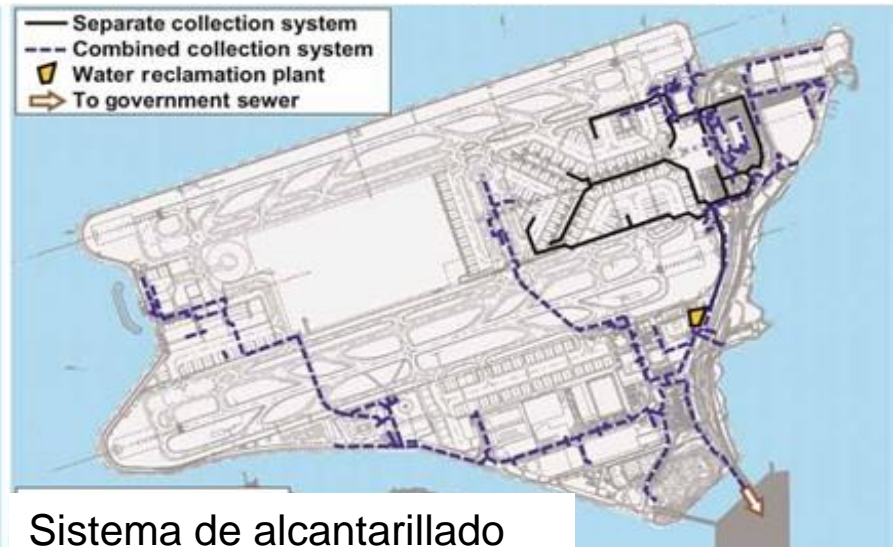 Separate collection system
Combined collection system
Water reclamation plant
To government sewer
Sistema de alcantarillado